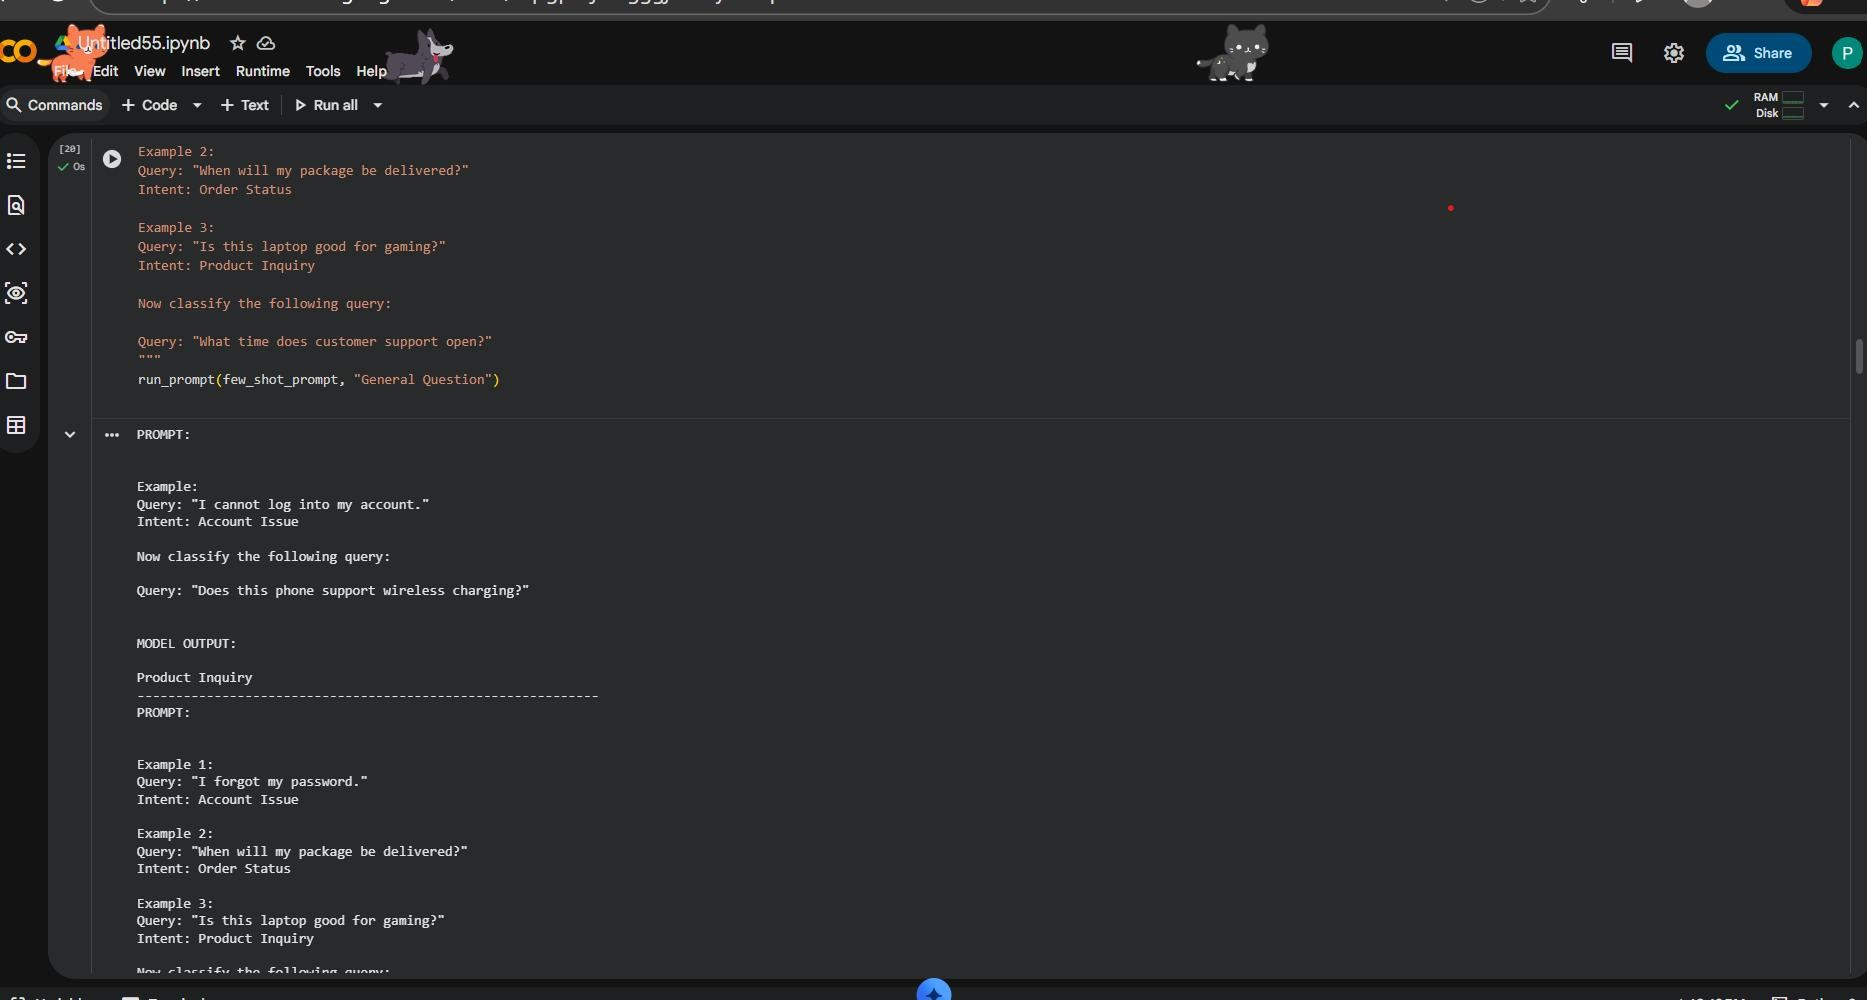 Untitled55.ipynb
File Edit View Insert Runtime Tools Help
Share
P
Commands + Code + Text Run all
RAM
Disk
[20]
0s
Example 2:
Query: "When will my package be delivered?"
Intent: Order Status
Example 3:
Query: "Is this laptop good for gaming?"
Intent: Product Inquiry
Now classify the following query:
Query: "What time does customer support open?"
"""
run_prompt(few_shot_prompt, "General Question")
PROMPT:
Example:
Query: "I cannot log into my account."
Intent: Account Issue
Now classify the following query:
Query: "Does this phone support wireless charging?"
MODEL OUTPUT:
Product Inquiry
------------------------------------------------------------
PROMPT:
Example 1:
Query: "I forgot my password."
Intent: Account Issue
Example 2:
Query: "When will my package be delivered?"
Intent: Order Status
Example 3:
Query: "Is this laptop good for gaming?"
Intent: Product Inquiry
Now classify the following query: